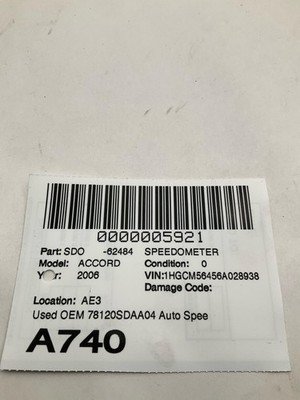 0000005921
Part: SDO -62484 SPEEDOMETER
Model: ACCORD Condition: 0
Year: 2006 VIN:1HGCM56456A028938
Damage Code:
Location: AE3
Used OEM 78120SDAA04 Auto Spee
A740